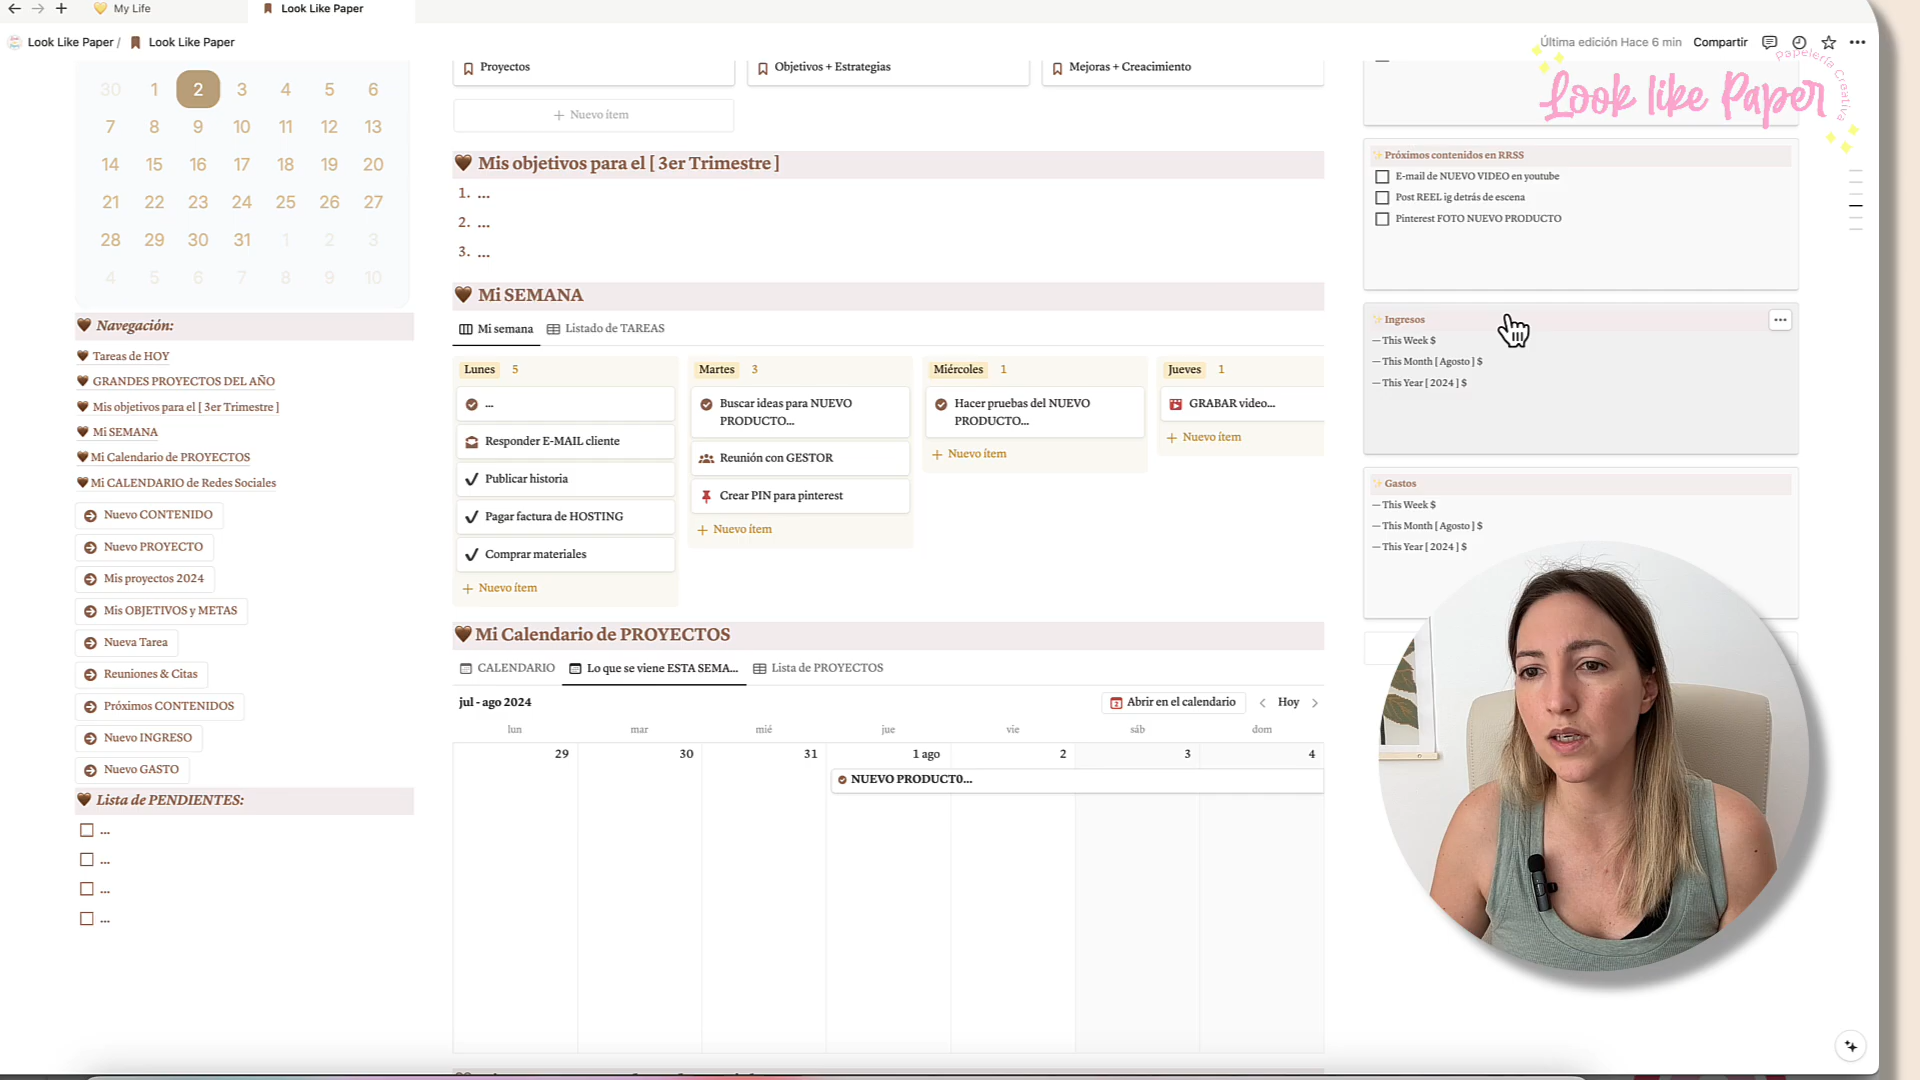 My Life
Look Like Paper
Look Like Paper /
Look Like Paper
Última edición Hace 6 min
Compartir
Papelería Creativa
Look like Paper
30 1 2 3 4 5 6
7 8 9 10 11 12 13
14 15 16 17 18 19 20
21 22 23 24 25 26 27
28 29 30 31 1 2 3
4 5 6 7 8 9 10
Navegación:
Tareas de HOY
GRANDES PROYECTOS DEL AÑO
Mis objetivos para el [ 3er Trimestre ]
Mi SEMANA
Mi Calendario de PROYECTOS
Mi CALENDARIO de Redes Sociales
Nuevo CONTENIDO
Nuevo PROYECTO
Mis proyectos 2024
Mis OBJETIVOS y METAS
Nueva Tarea
Reuniones & Citas
Próximos CONTENIDOS
Nuevo INGRESO
Nuevo GASTO
Lista de PENDIENTES:
...
...
...
...
Proyectos
Objetivos + Estrategias
Mejoras + Creacimiento
+ Nuevo ítem
Mis objetivos para el [ 3er Trimestre ]
1. ...
2. ...
3. ...
Mi SEMANA
Mi semana
Listado de TAREAS
Lunes 5
...
Responder E-MAIL cliente
Publicar historia
Pagar factura de HOSTING
Comprar materiales
+ Nuevo ítem
Martes 3
Buscar ideas para NUEVO
PRODUCTO...
Reunión con GESTOR
Crear PIN para pinterest
+ Nuevo ítem
Miércoles 1
Hacer pruebas del NUEVO
PRODUCTO...
+ Nuevo ítem
Jueves 1
GRABAR video...
+ Nuevo ítem
Mi Calendario de PROYECTOS
CALENDARIO
Lo que se viene ESTA SEMA...
Lista de PROYECTOS
jul - ago 2024
Abrir en el calendario
Hoy
lun mar mié jue vie sáb dom
29 30 31 1 ago 2 3 4
NUEVO PRODUCT0...
Próximos contenidos en RRSS
E-mail de NUEVO VIDEO en youtube
Post REEL ig detrás de escena
Pinterest FOTO NUEVO PRODUCTO
Ingresos
— This Week $
— This Month [ Agosto ] $
— This Year [ 2024 ] $
Gastos
— This Week $
— This Month [ Agosto ] $
— This Year [ 2024 ] $